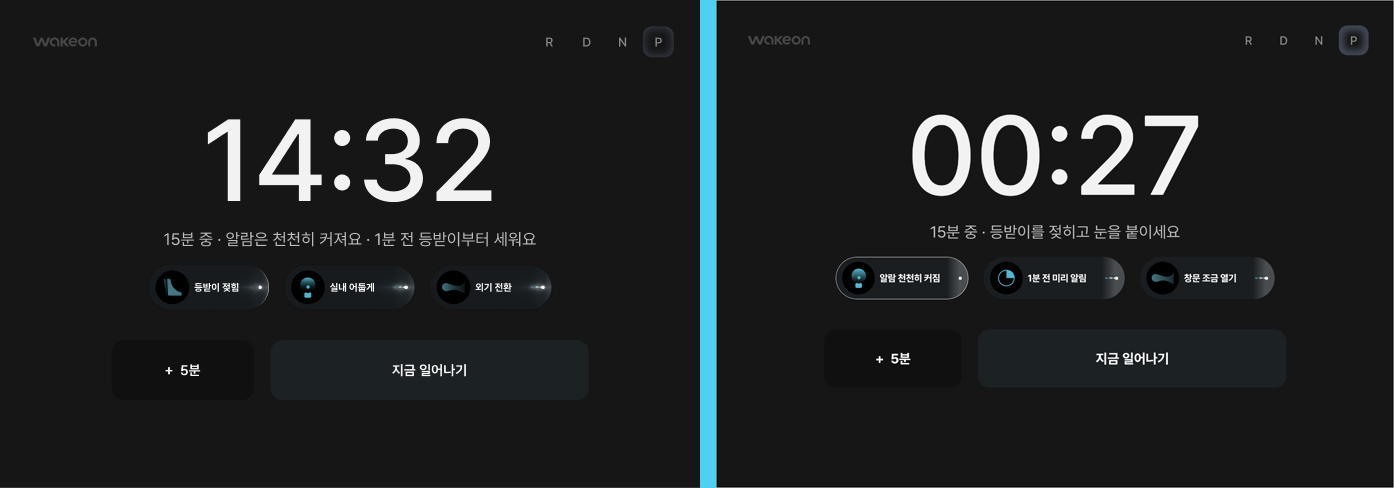 wakeon
R D N P
14:32
15분 중 · 알람은 천천히 커져요 · 1분 전 등받이부터 세워요
등받이 젖힘
실내 어둡게
외기 전환
+ 5분
지금 일어나기
wakeon
R D N P
00:27
15분 중 · 등받이를 젖히고 눈을 붙이세요
알람 천천히 커짐
1분 전 미리 알림
창문 조금 열기
+ 5분
지금 일어나기